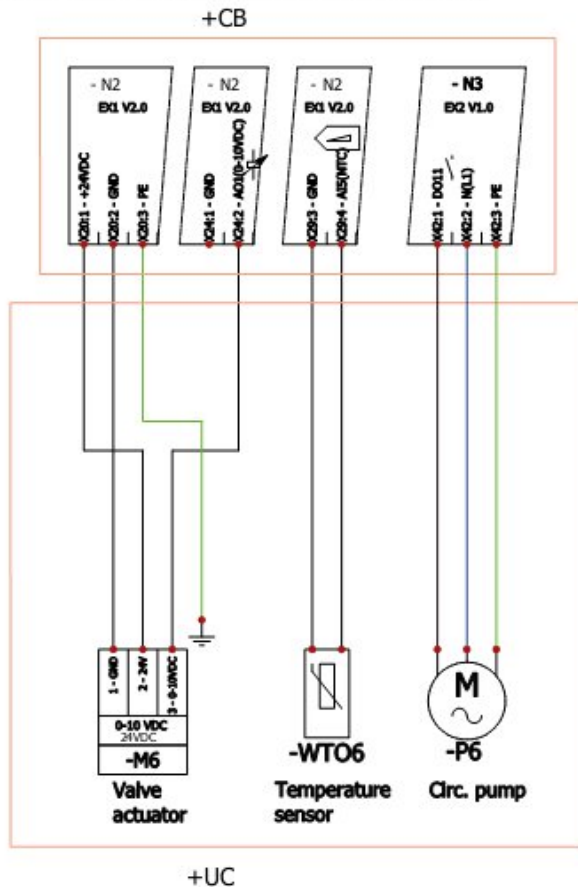 +CB
- N2
EX1 V2.0
X20:1 - +24VDC
X20:2 - GND
X20:3 - PE
- N2
EX1 V2.0
X24:1 - GND
X24:2 - AO1(0-10VDC)
- N2
EX1 V2.0
X29:3 - GND
X29:4 - AI5(NTC)
- N3
EX2 V1.0
X42:1 - DO11
X42:2 - N(L1)
X42:3 - PE
1 - GND
2 - 24V
3 - 0-10VDC
0-10 VDC
24VDC
-M6
Valve
actuator
-WTO6
Temperature
sensor
M
-P6
Circ. pump
+UC